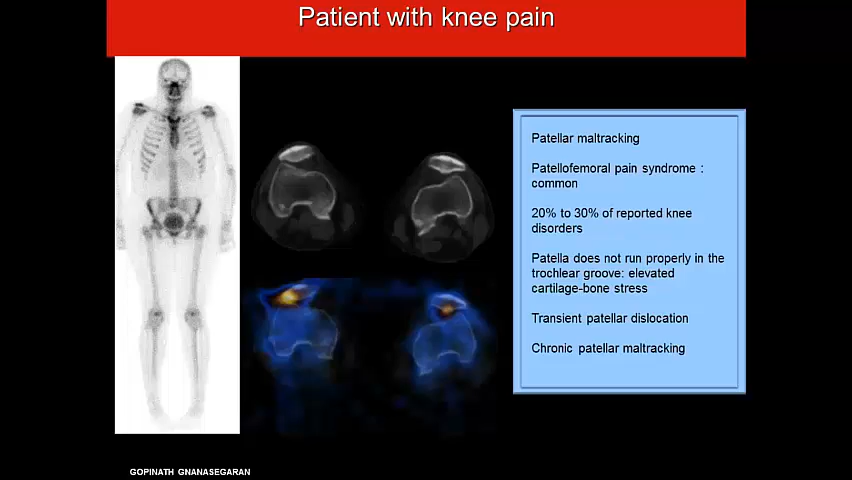 Patient with knee pain
Patellar maltracking
Patellofemoral pain syndrome :
common
20% to 30% of reported knee
disorders
Patella does not run properly in the
trochlear groove: elevated
cartilage-bone stress
Transient patellar dislocation
Chronic patellar maltracking
GOPINATH GNANASEGARAN